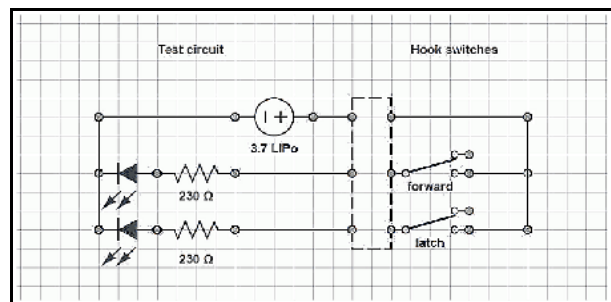 Test circuit Hook switches
3.7 LiPo
forward
230 Ω
latch
230 Ω